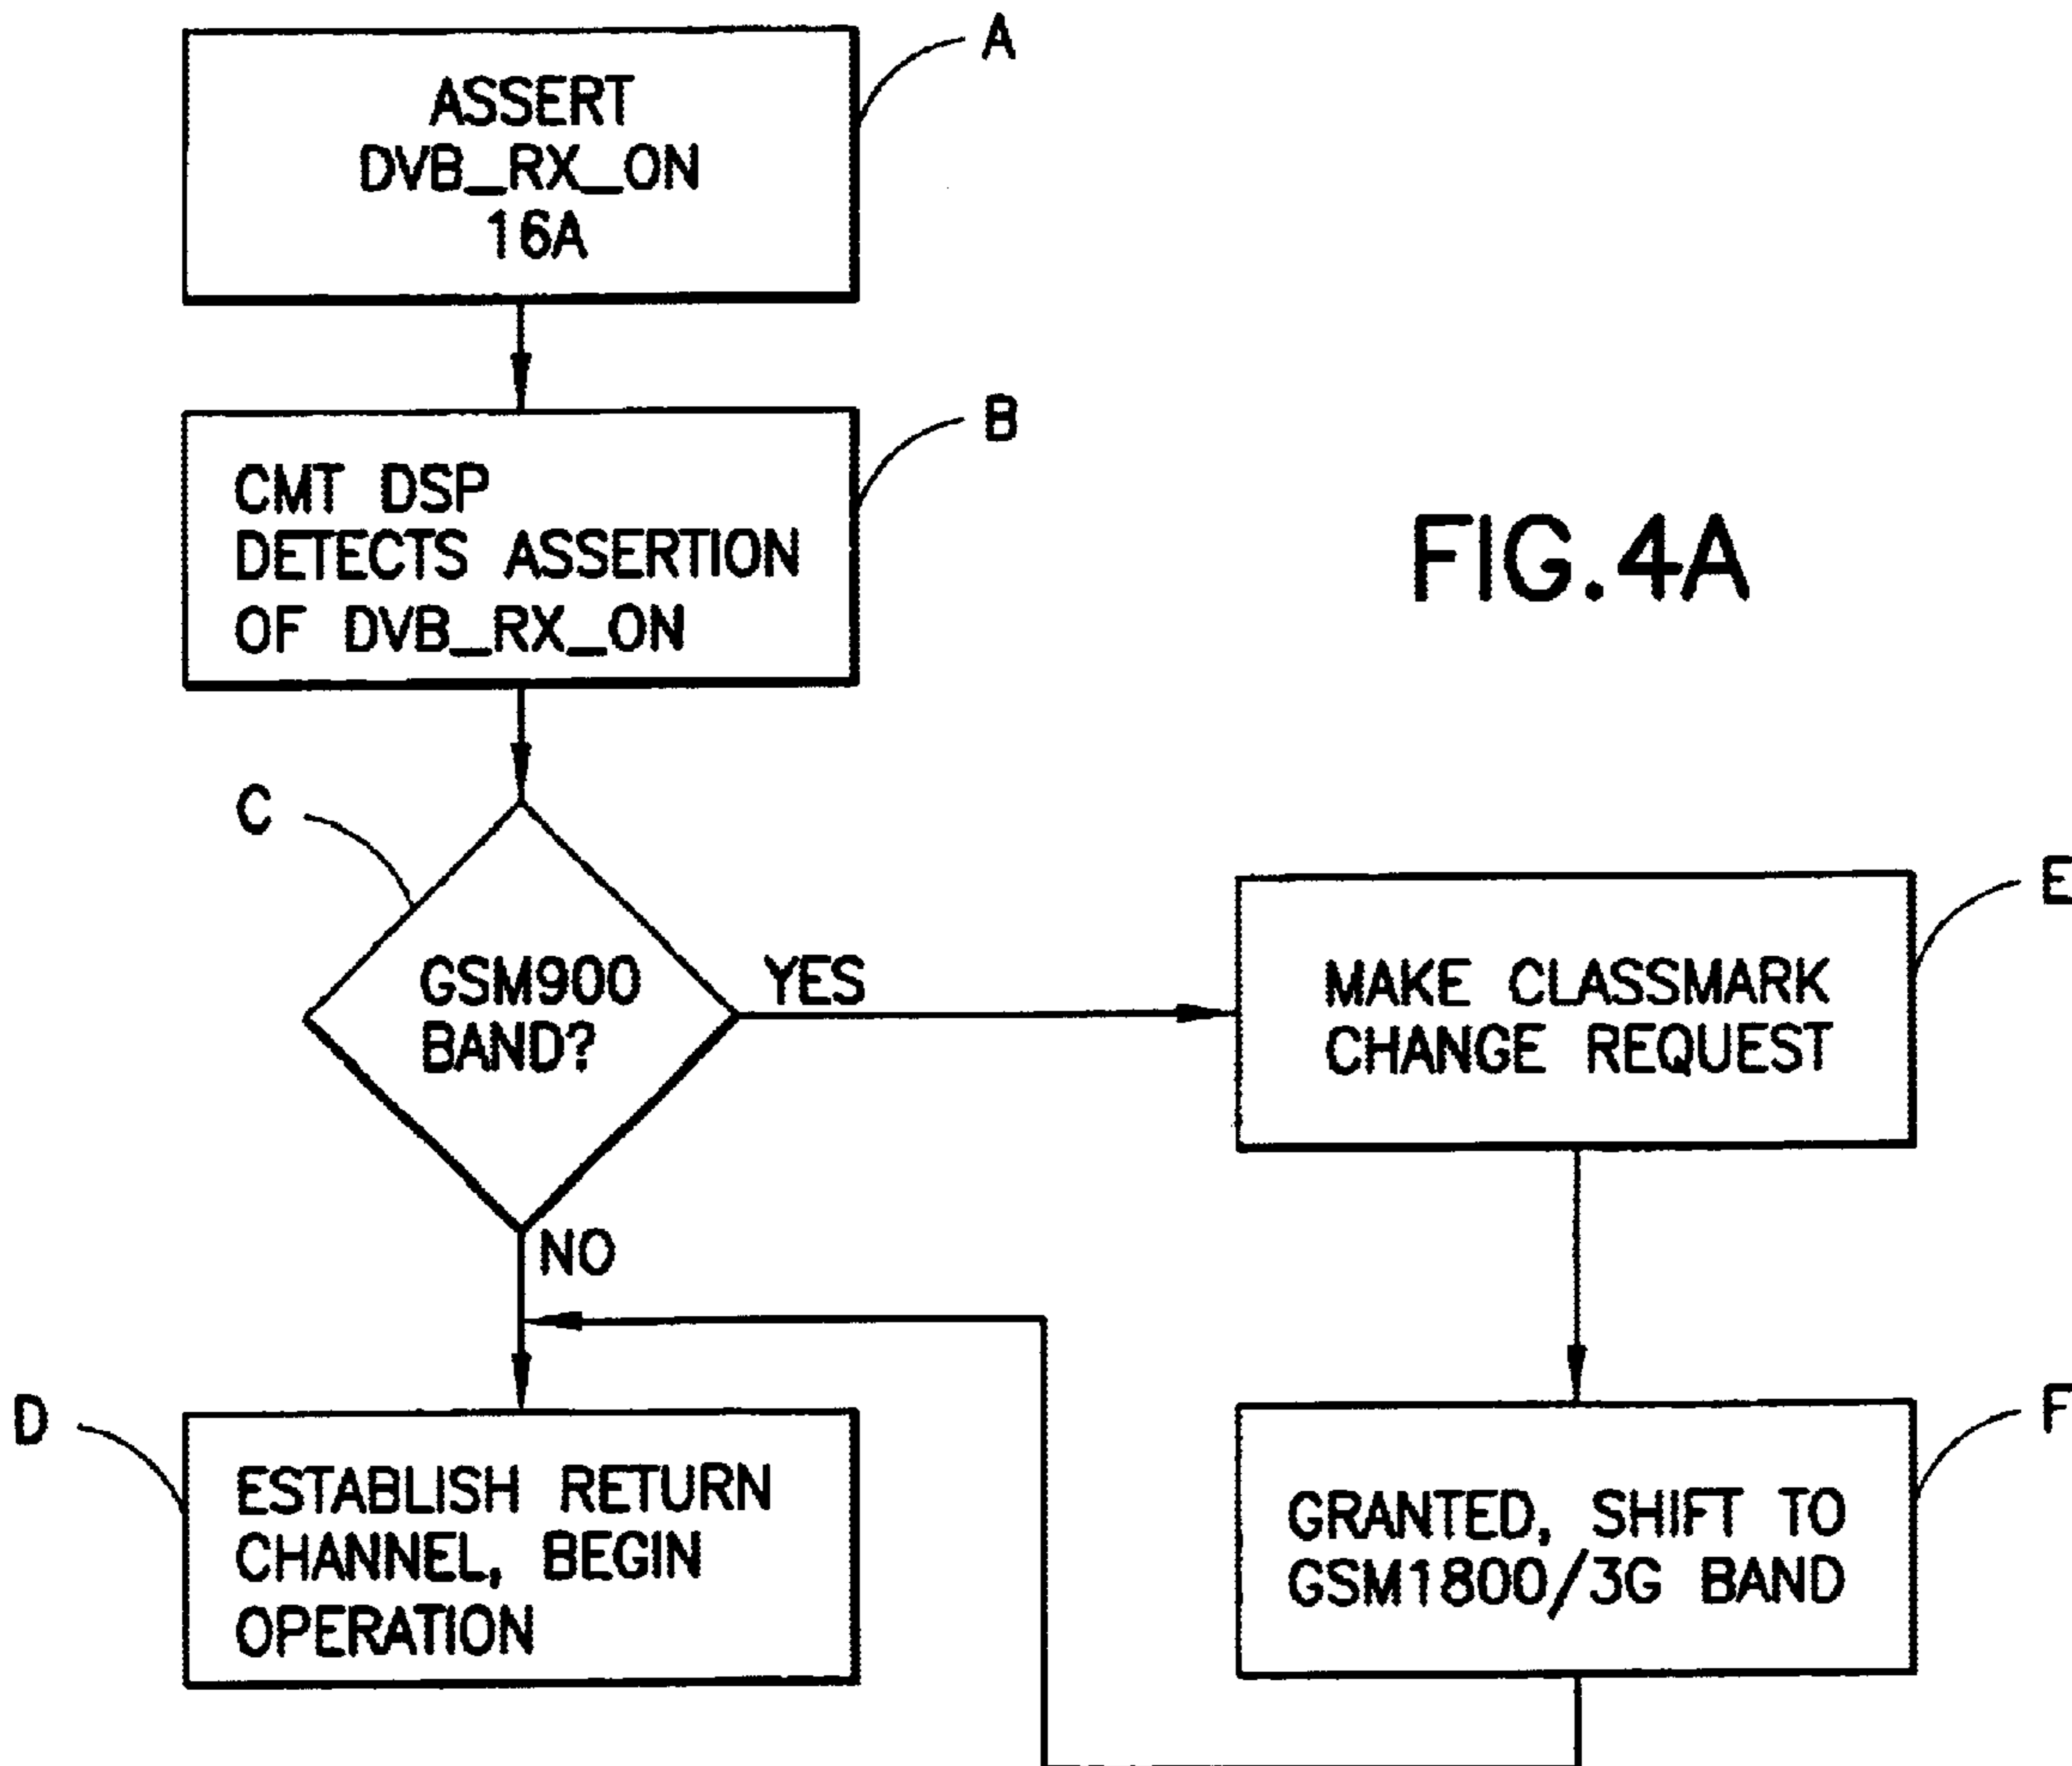 ASSERT
DVB_RX_ON
16A
A
CMT DSP
DETECTS ASSERTION
OF DVB_RX_ON
B
FIG.4A
C
GSM900
BAND?
YES
NO
MAKE CLASSMARK
CHANGE REQUEST
E
D
ESTABLISH RETURN
CHANNEL, BEGIN
OPERATION
GRANTED, SHIFT TO
GSM1800/3G BAND
F